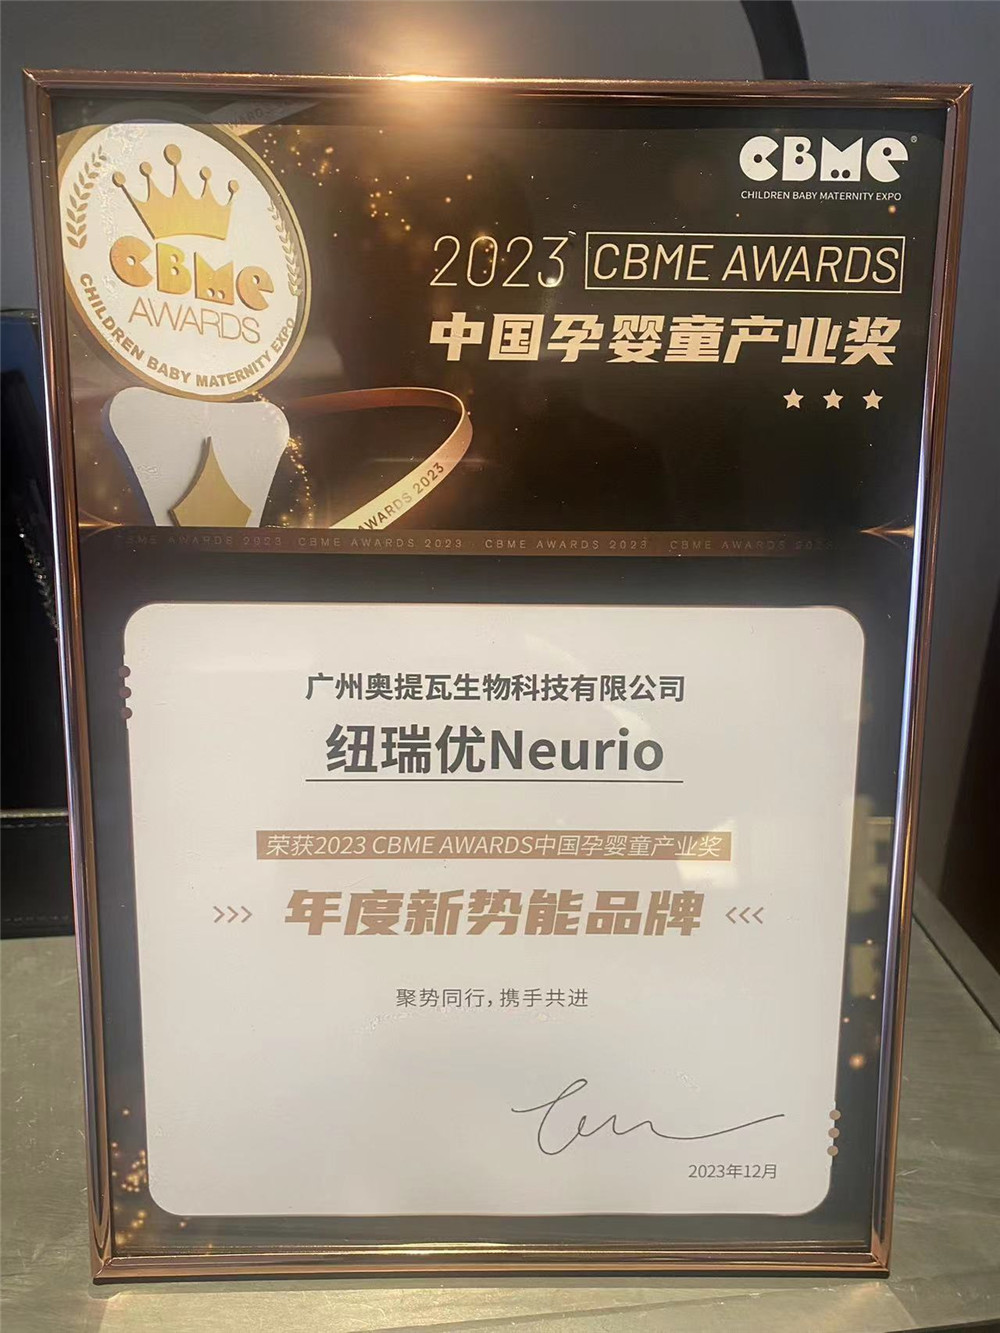 CBME®
CHILDREN BABY MATERNITY EXPO
CBME
AWARDS
CHILDREN BABY MATERNITY EXPO
2023 CBME AWARDS
中国孕婴童产业奖
AWARDS 2023
CBME AWARDS 2023 CBME AWARDS 2023 CBME AWARDS 2023 CBME AWARDS 2023
广州奥提瓦生物科技有限公司
纽瑞优Neurio
荣获2023 CBME AWARDS中国孕婴童产业奖
>>> 年度新势能品牌 <<<
聚势同行，携手共进
2023年12月